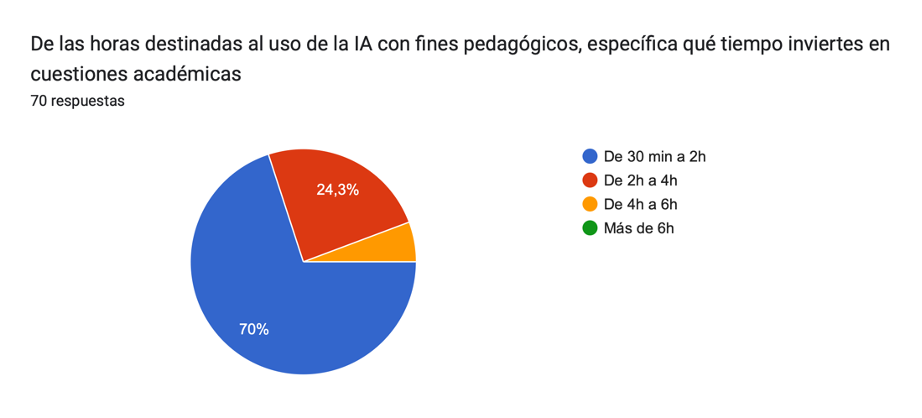 De las horas destinadas al uso de la IA con fines pedagógicos, específica qué tiempo inviertes en
cuestiones académicas
70 respuestas
De 30 min a 2h
De 2h a 4h
De 4h a 6h
Más de 6h
24,3%
70%